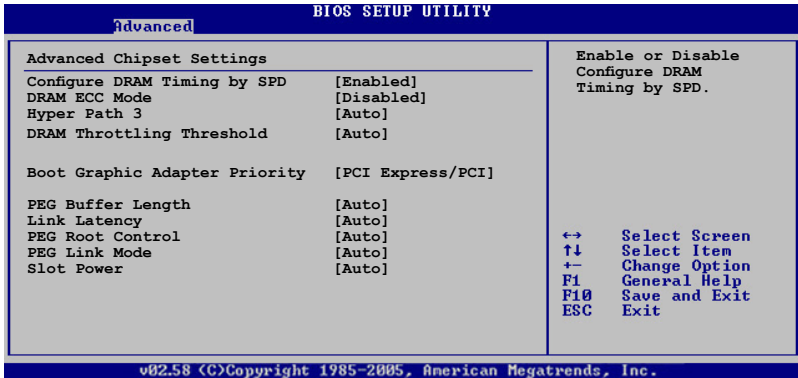 BIOS SETUP UTILITY
Advanced
Advanced Chipset Settings
Configure DRAM Timing by SPD [Enabled]
DRAM ECC Mode [Disabled]
Hyper Path 3 [Auto]
DRAM Throttling Threshold [Auto]
Boot Graphic Adapter Priority [PCI Express/PCI]
PEG Buffer Length [Auto]
Link Latency [Auto]
PEG Root Control [Auto]
PEG Link Mode [Auto]
Slot Power [Auto]
Enable or Disable
Configure DRAM
Timing by SPD.
←→ Select Screen
↑↓ Select Item
+- Change Option
F1 General Help
F10 Save and Exit
ESC Exit
v02.58 (C)Copyright 1985-2005, American Megatrends, Inc.